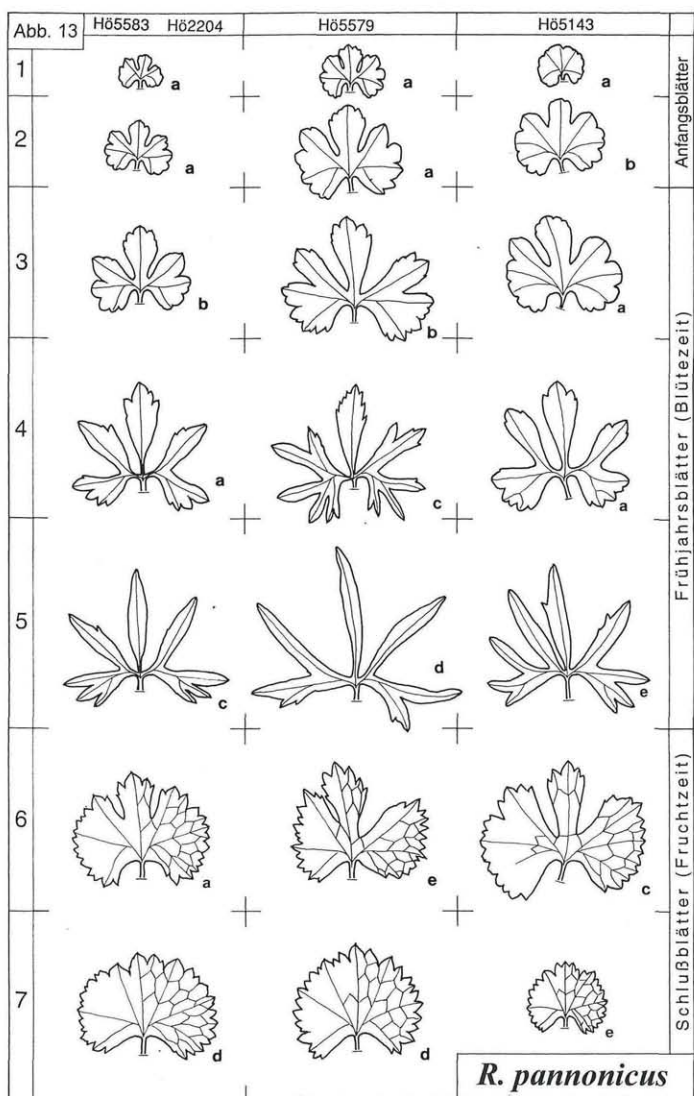 Abb. 13 Hö5583 Hö2204 Hö5579 Hö5143
1 a a a
Anfangsblätter
2 a a b
3 b b a
Frühjahrsblätter (Blütezeit)
4 a c a
5 c d e
6 a e c
Schlußblätter (Fruchtzeit)
7 d d e
R. pannonicus